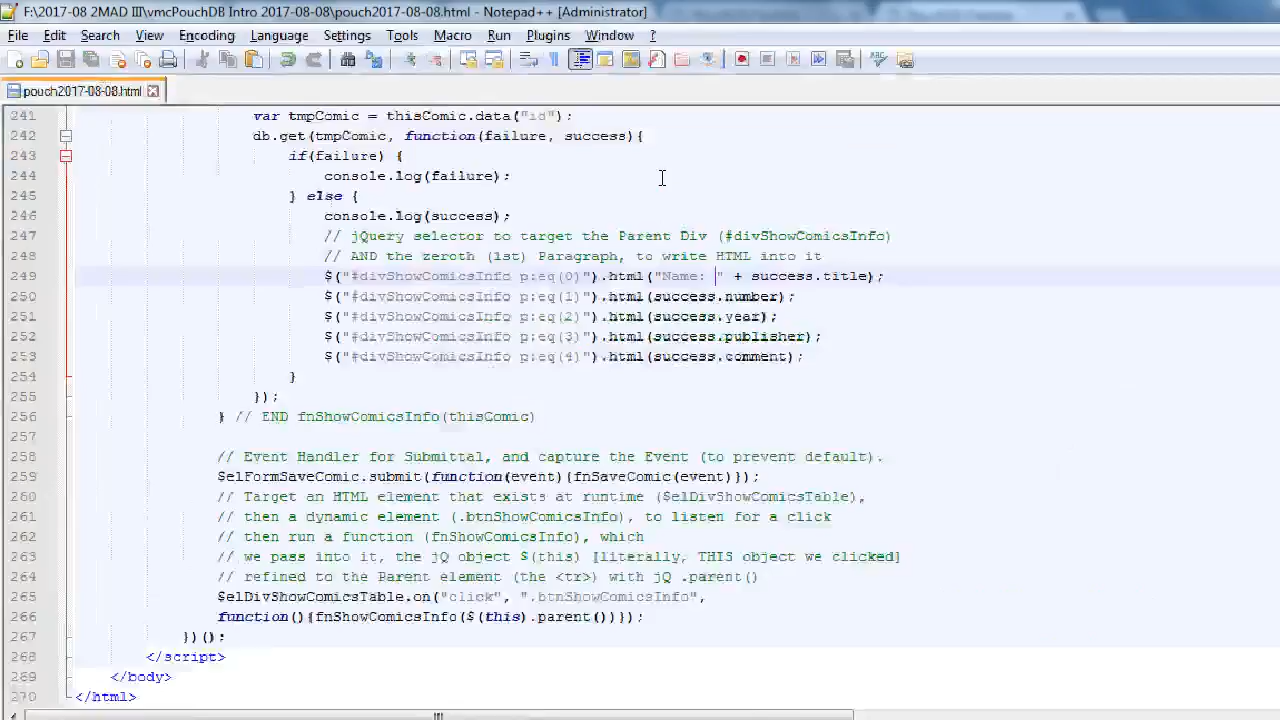 F:\2017-08 2MAD III\vmcPouchDB Intro 2017-08-08\pouch2017-08-08.html - Notepad++ [Administrator]
File Edit Search View Encoding Language Settings Tools Macro Run Plugins Window ?
pouch2017-08-08.html
241 var tmpComic = thisComic.data("id");
242 db.get(tmpComic, function(failure, success){
243 if(failure) {
244 console.log(failure);
245 } else {
246 console.log(success);
247 // jQuery selector to target the Parent Div (#divShowComicsInfo)
248 // AND the zeroth (1st) Paragraph, to write HTML into it
249 $("#divShowComicsInfo p:eq(0)").html("Name: " + success.title);
250 $("#divShowComicsInfo p:eq(1)").html(success.number);
251 $("#divShowComicsInfo p:eq(2)").html(success.year);
252 $("#divShowComicsInfo p:eq(3)").html(success.publisher);
253 $("#divShowComicsInfo p:eq(4)").html(success.comment);
254 }
255 });
256 } // END fnShowComicsInfo(thisComic)
257
258 // Event Handler for Submittal, and capture the Event (to prevent default).
259 $elFormSaveComic.submit(function(event){fnSaveComic(event)});
260 // Target an HTML element that exists at runtime ($elDivShowComicsTable),
261 // then a dynamic element (.btnShowComicsInfo), to listen for a click
262 // then run a function (fnShowComicsInfo), which
263 // we pass into it, the jQ object $(this) [literally, THIS object we clicked]
264 // refined to the Parent element (the <tr>) with jQ .parent()
265 $elDivShowComicsTable.on("click", ".btnShowComicsInfo",
266 function(){fnShowComicsInfo($(this).parent())});
267 })();
268 </script>
269 </body>
270 </html>